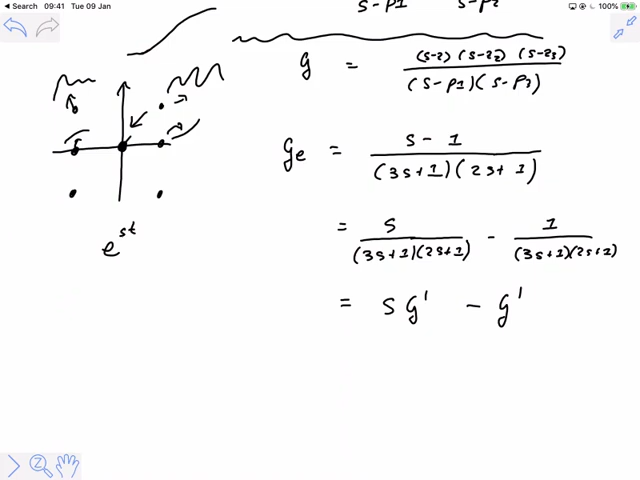 Search 09:41 Tue 09 Jan 100%
s-p1 s-p2
G = (s-z)(s-z2)(s-z3) / (s-p1)(s-p2)
Ge = s-1 / (3s+1)(2s+1)
= s / (3s+1)(2s+1) - 1 / (3s+1)(2s+1)
e^st
= sG' - G'